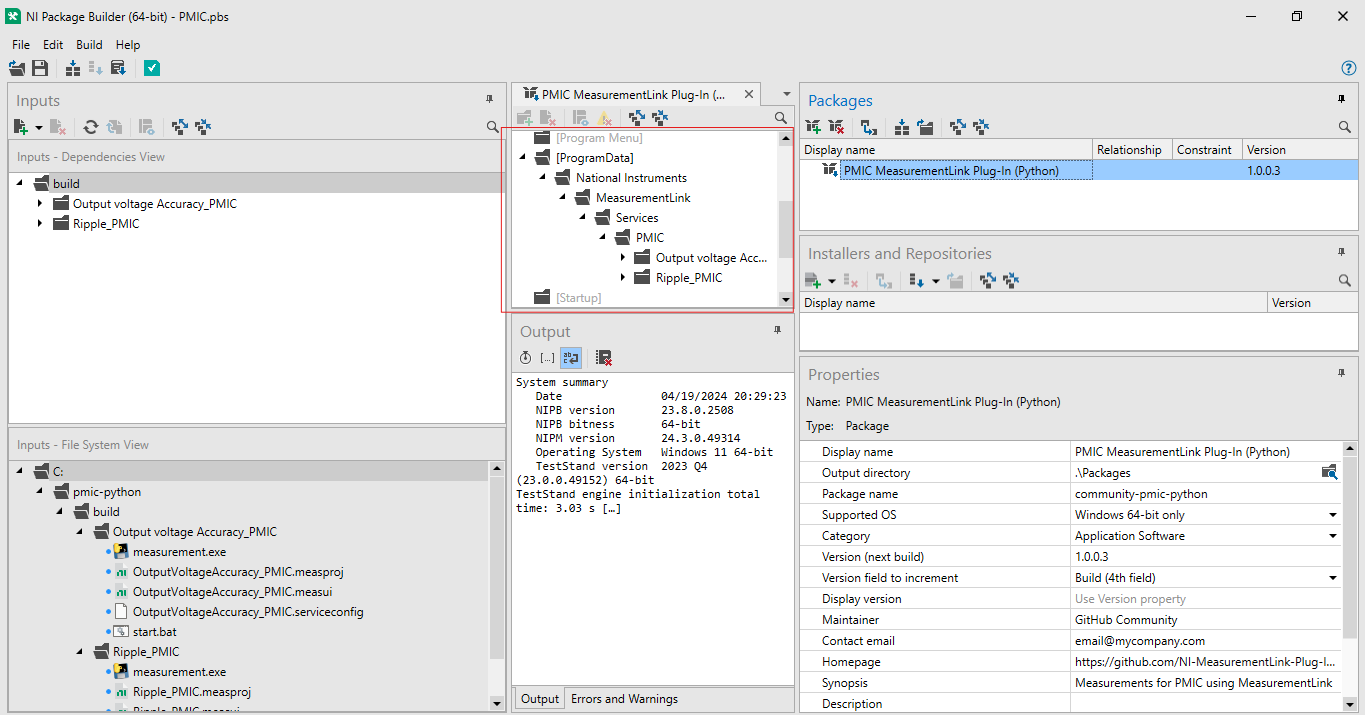 NI Package Builder (64-bit) - PMIC.pbs
File Edit Build Help
Inputs
Inputs - Dependencies View
build
Output voltage Accuracy_PMIC
Ripple_PMIC
Inputs - File System View
C:
pmic-python
build
Output voltage Accuracy_PMIC
measurement.exe
OutputVoltageAccuracy_PMIC.measproj
OutputVoltageAccuracy_PMIC.measui
OutputVoltageAccuracy_PMIC.serviceconfig
start.bat
Ripple_PMIC
measurement.exe
Ripple_PMIC.measproj
Ripple_PMIC.measui
PMIC MeasurementLink Plug-In (...
[Program Menu]
[ProgramData]
National Instruments
MeasurementLink
Services
PMIC
Output voltage Acc...
Ripple_PMIC
[Startup]
Output
System summary
Date 04/19/2024 20:29:23
NIPB version 23.8.0.2508
NIPB bitness 64-bit
NIPM version 24.3.0.49314
Operating System Windows 11 64-bit
TestStand version 2023 Q4
(23.0.0.49152) 64-bit
TestStand engine initialization total
time: 3.03 s […]
Output Errors and Warnings
Packages
Display name Relationship Constraint Version
PMIC MeasurementLink Plug-In (Python) 1.0.0.3
Installers and Repositories
Display name Version
Properties
Name: PMIC MeasurementLink Plug-In (Python)
Type: Package
Display name PMIC MeasurementLink Plug-In (Python)
Output directory .\Packages
Package name community-pmic-python
Supported OS Windows 64-bit only
Category Application Software
Version (next build) 1.0.0.3
Version field to increment Build (4th field)
Display version Use Version property
Maintainer GitHub Community
Contact email email@mycompany.com
Homepage https://github.com/NI-MeasurementLink-Plug-I...
Synopsis Measurements for PMIC using MeasurementLink
Description